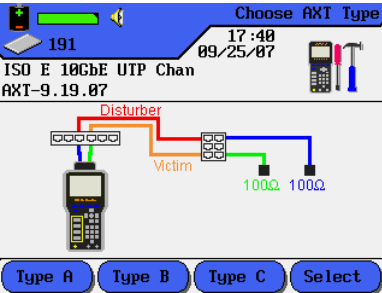 Choose AXT Type
191
17:40
09/25/07
ISO E 10GbE UTP Chan
AXT-9.19.07
Disturber
Victim
100Ω 100Ω
Type A Type B Type C Select